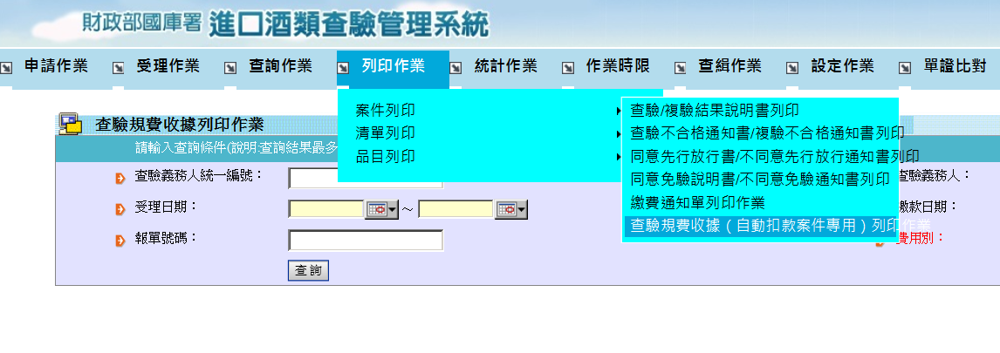 財政部國庫署 進口酒類查驗管理系統
申請作業 受理作業 查詢作業 列印作業 統計作業 作業時限 查緝作業 設定作業 單證比對
案件列印
清單列印
品目列印
查驗/複驗結果說明書列印
查驗不合格通知書/複驗不合格通知書列印
同意先行放行書/不同意先行放行通知書列印
同意免驗說明書/不同意免驗通知書列印
繳費通知單列印作業
查驗規費收據（自動扣款案件專用）列印作業
查驗規費收據列印作業
請輸入查詢條件(說明:查詢結果最多
查驗義務人統一編號：
查驗義務人：
受理日期： ～
繳款日期：
報單號碼：
費用別：
查詢